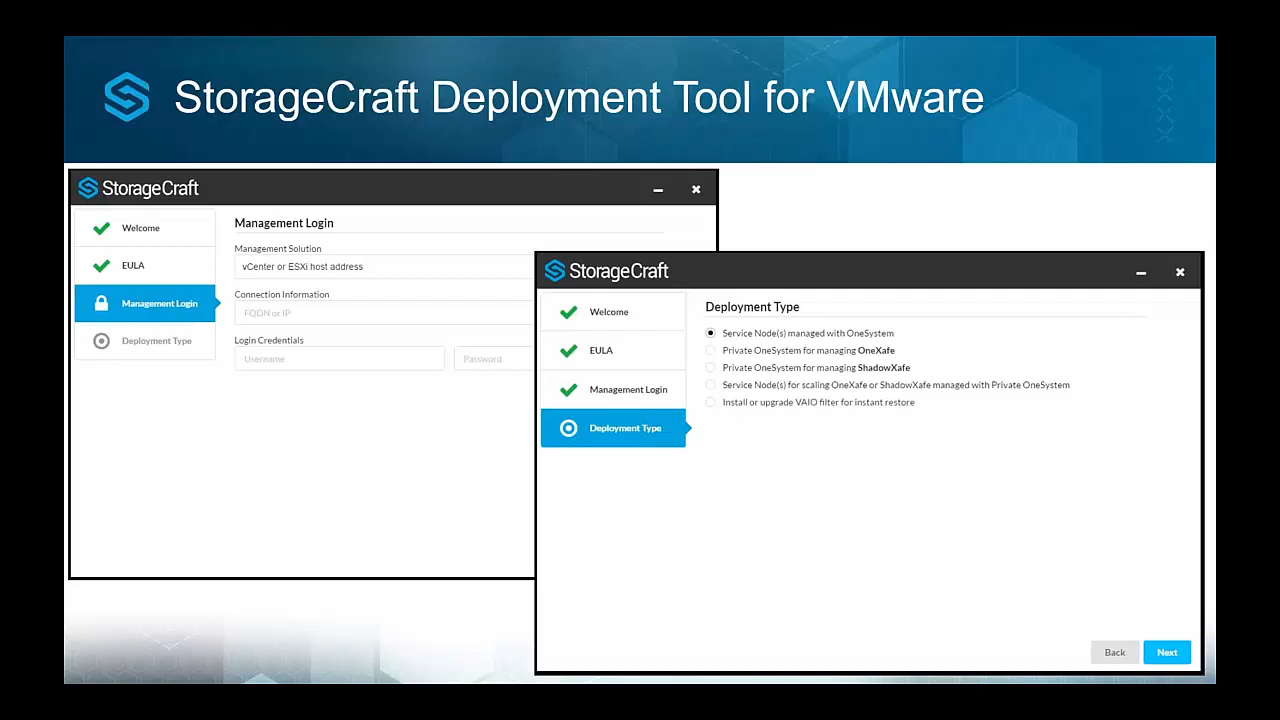 StorageCraft Deployment Tool for VMware
StorageCraft
Welcome
EULA
Management Login
Deployment Type
Management Login
Management Solution
vCenter or ESXi host address
Connection Information
FQDN or IP
Login Credentials
Username
Password
StorageCraft
Welcome
EULA
Management Login
Deployment Type
Deployment Type
Service Node(s) managed with OneSystem
Private OneSystem for managing OneXafe
Private OneSystem for managing ShadowXafe
Service Node(s) for scaling OneXafe or ShadowXafe managed with Private OneSystem
Install or upgrade VAIO filter for instant restore
Back
Next